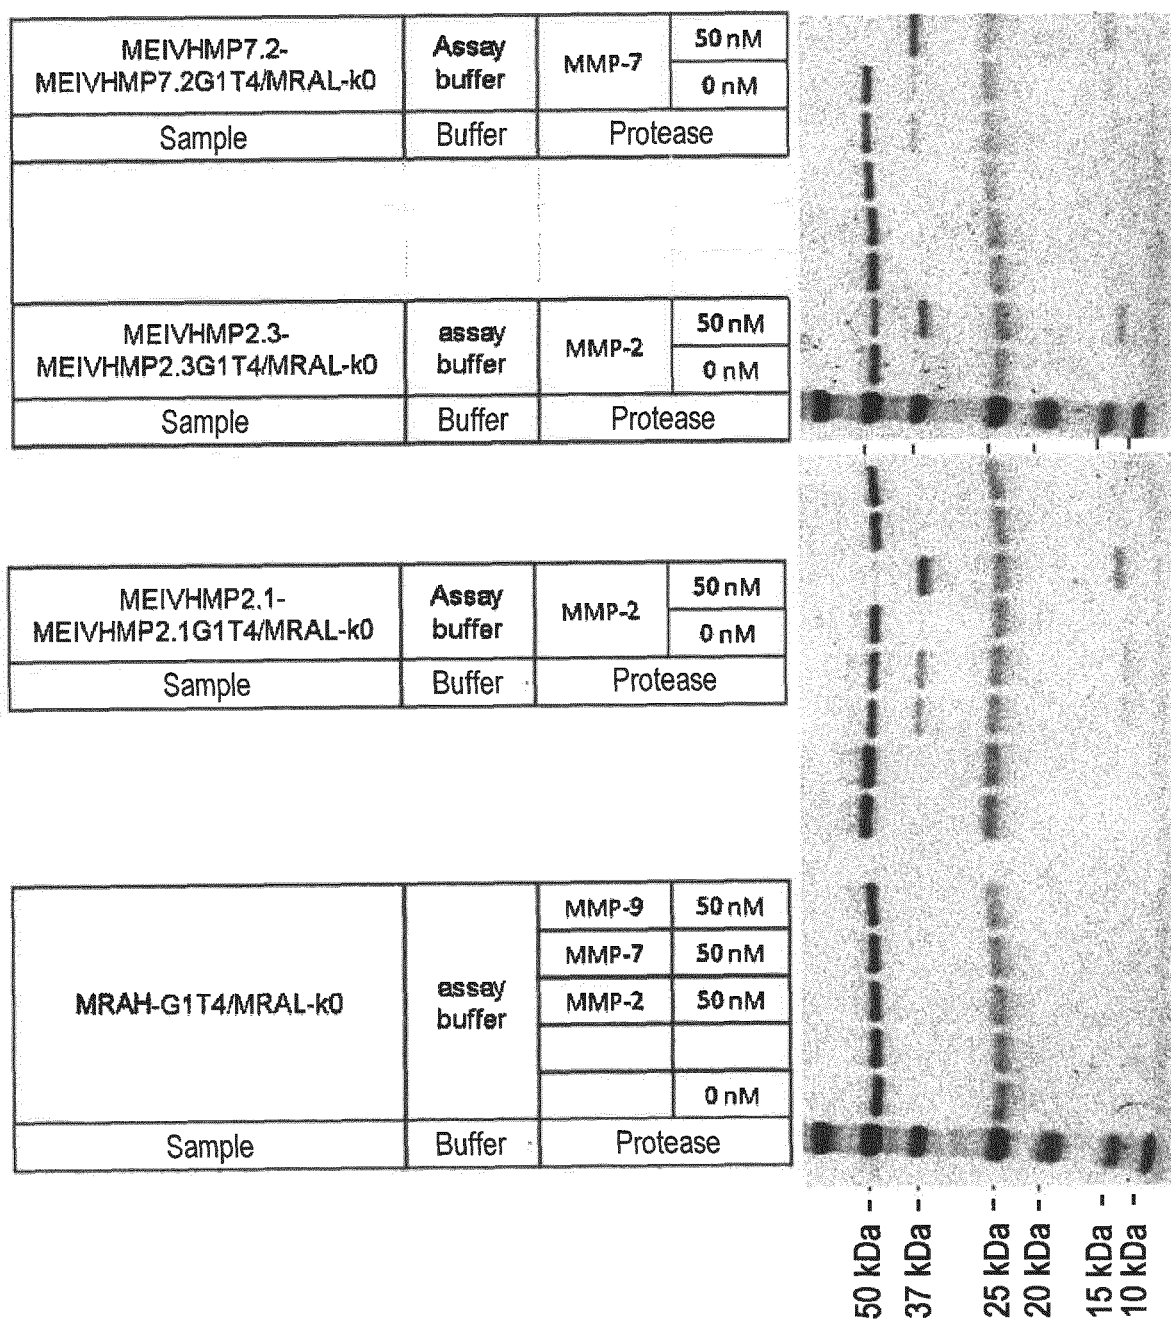 MEIVHMP7.2-
MEIVHMP7.2G1T4/MRAL-k0
Assay
buffer
MMP-7
50 nM
0 nM
Sample
Buffer
Protease
MEIVHMP2.3-
MEIVHMP2.3G1T4/MRAL-k0
assay
buffer
MMP-2
50 nM
0 nM
Sample
Buffer
Protease
MEIVHMP2.1-
MEIVHMP2.1G1T4/MRAL-k0
Assay
buffer
MMP-2
50 nM
0 nM
Sample
Buffer
Protease
MRAH-G1T4/MRAL-k0
assay
buffer
MMP-9
50 nM
MMP-7
50 nM
MMP-2
50 nM
0 nM
Sample
Buffer
Protease
50 kDa -
37 kDa -
25 kDa -
20 kDa -
15 kDa -
10 kDa -